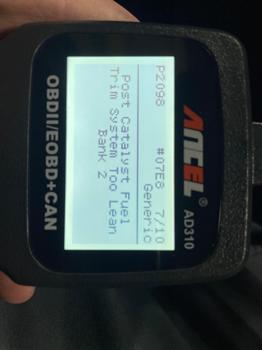 ANCEL®
AD310
P2098 #07E8 7/10
Generic
Post Catalyst Fuel
Trim System Too Lean
Bank 2
OBDII/EOBD+CAN